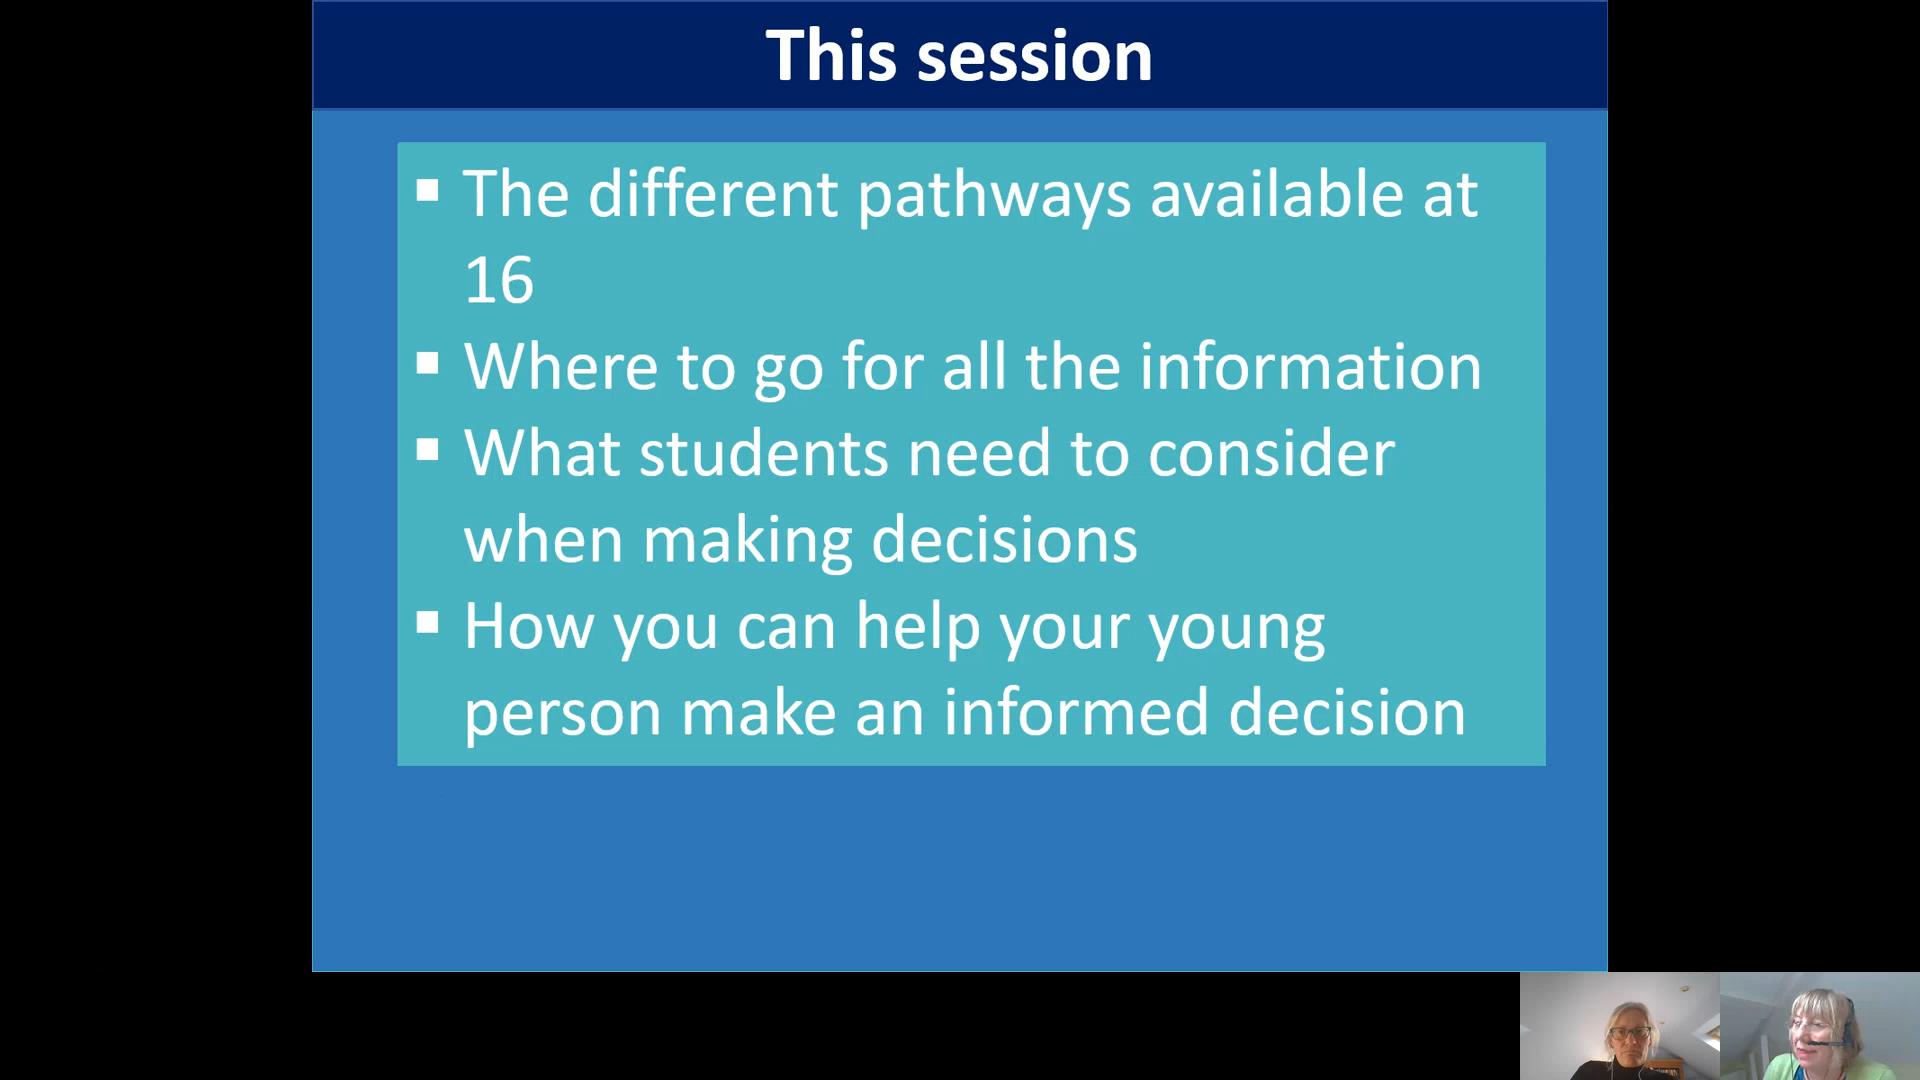 This session
▪ The different pathways available at
16
▪ Where to go for all the information
▪ What students need to consider
when making decisions
▪ How you can help your young
person make an informed decision